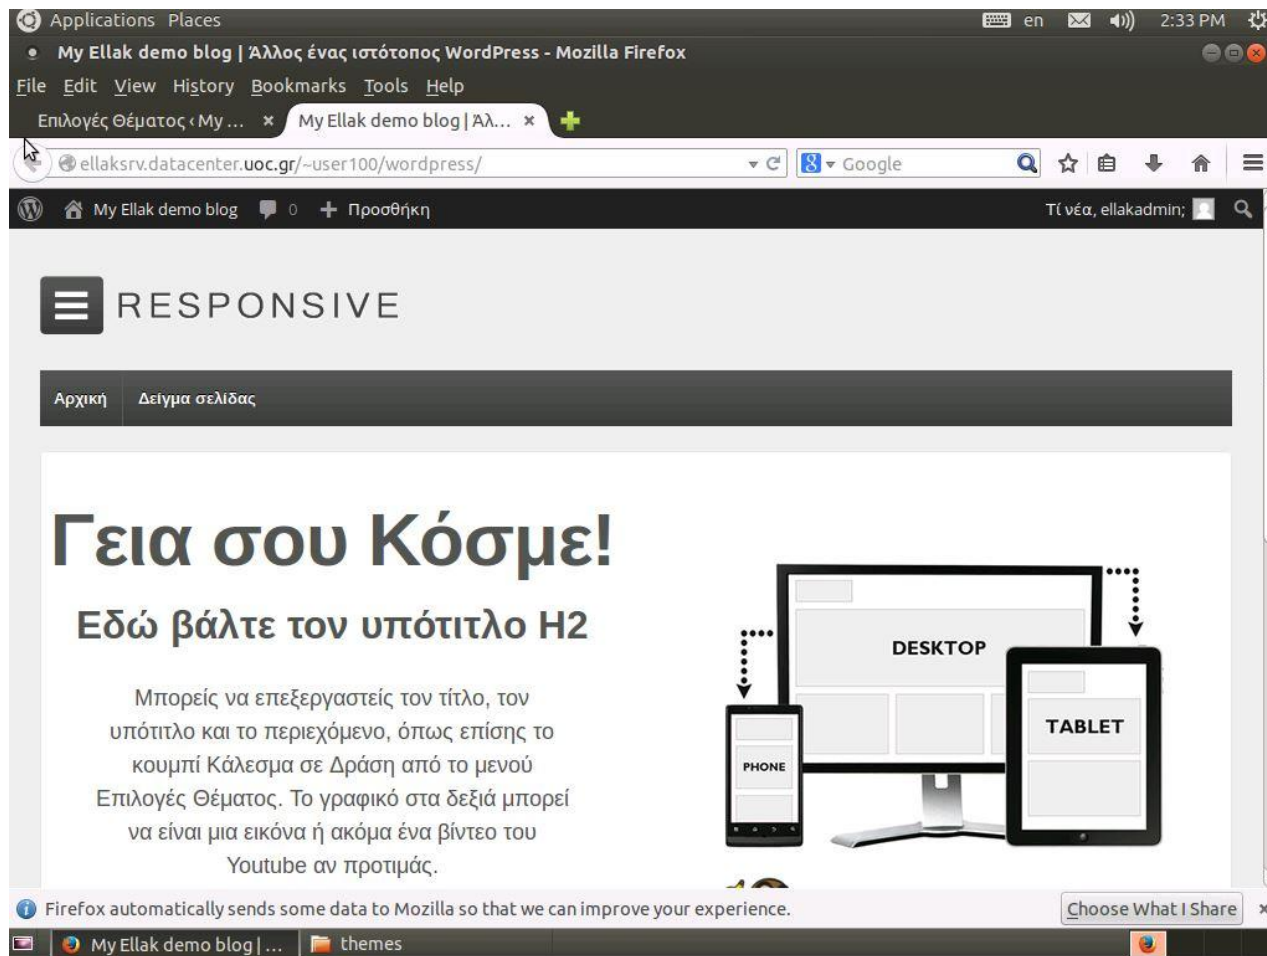 Applications Places en 2:33 PM
My Ellak demo blog | Άλλος ένας ιστότοπος WordPress - Mozilla Firefox
File Edit View History Bookmarks Tools Help
Επιλογές Θέματος ‹ My ... × My Ellak demo blog | Άλ... ×
ellaksrv.datacenter.uoc.gr/~user100/wordpress/ Google
My Ellak demo blog 0 + Προσθήκη Τί νέα, ellakadmin;
RESPONSIVE
Αρχική Δείγμα σελίδας
Γεια σου Κόσμε!
Εδώ βάλτε τον υπότιτλο H2
Μπορείς να επεξεργαστείς τον τίτλο, τον
υπότιτλο και το περιεχόμενο, όπως επίσης το
κουμπί Κάλεσμα σε Δράση από το μενού
Επιλογές Θέματος. Το γραφικό στα δεξιά μπορεί
να είναι μια εικόνα ή ακόμα ένα βίντεο του
Youtube αν προτιμάς.
DESKTOP
TABLET
PHONE
Firefox automatically sends some data to Mozilla so that we can improve your experience. Choose What I Share ×
My Ellak demo blog | ... themes